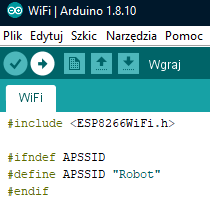 WiFi | Arduino 1.8.10
Plik Edytuj Szkic Narzędzia Pomoc
Wgraj
WiFi
#include <ESP8266WiFi.h>
#ifndef APSSID
#define APSSID "Robot"
#endif